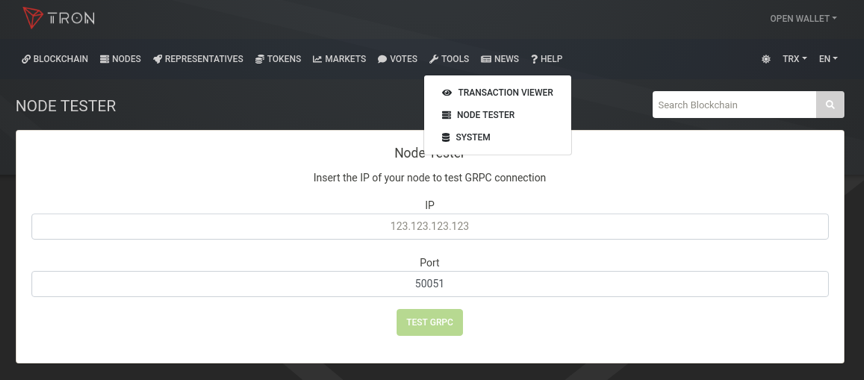 TRON
OPEN WALLET
BLOCKCHAIN NODES REPRESENTATIVES TOKENS MARKETS VOTES TOOLS NEWS HELP TRX EN
TRANSACTION VIEWER
NODE TESTER
SYSTEM
NODE TESTER
Search Blockchain
Node Tester
Insert the IP of your node to test GRPC connection
IP
123.123.123.123
Port
50051
TEST GRPC